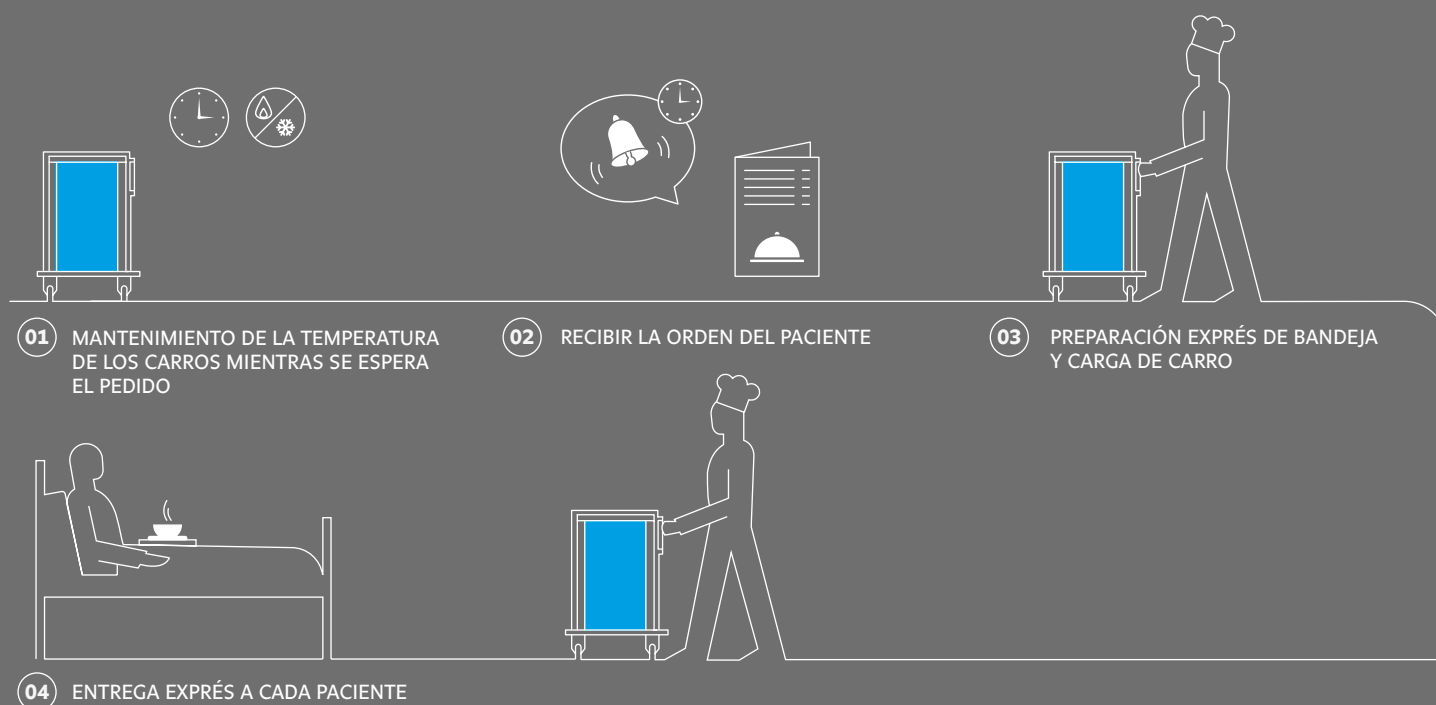 01 MANTENIMIENTO DE LA TEMPERATURA
DE LOS CARROS MIENTRAS SE ESPERA
EL PEDIDO
02 RECIBIR LA ORDEN DEL PACIENTE
03 PREPARACIÓN EXPRÉS DE BANDEJA
Y CARGA DE CARRO
04 ENTREGA EXPRÉS A CADA PACIENTE